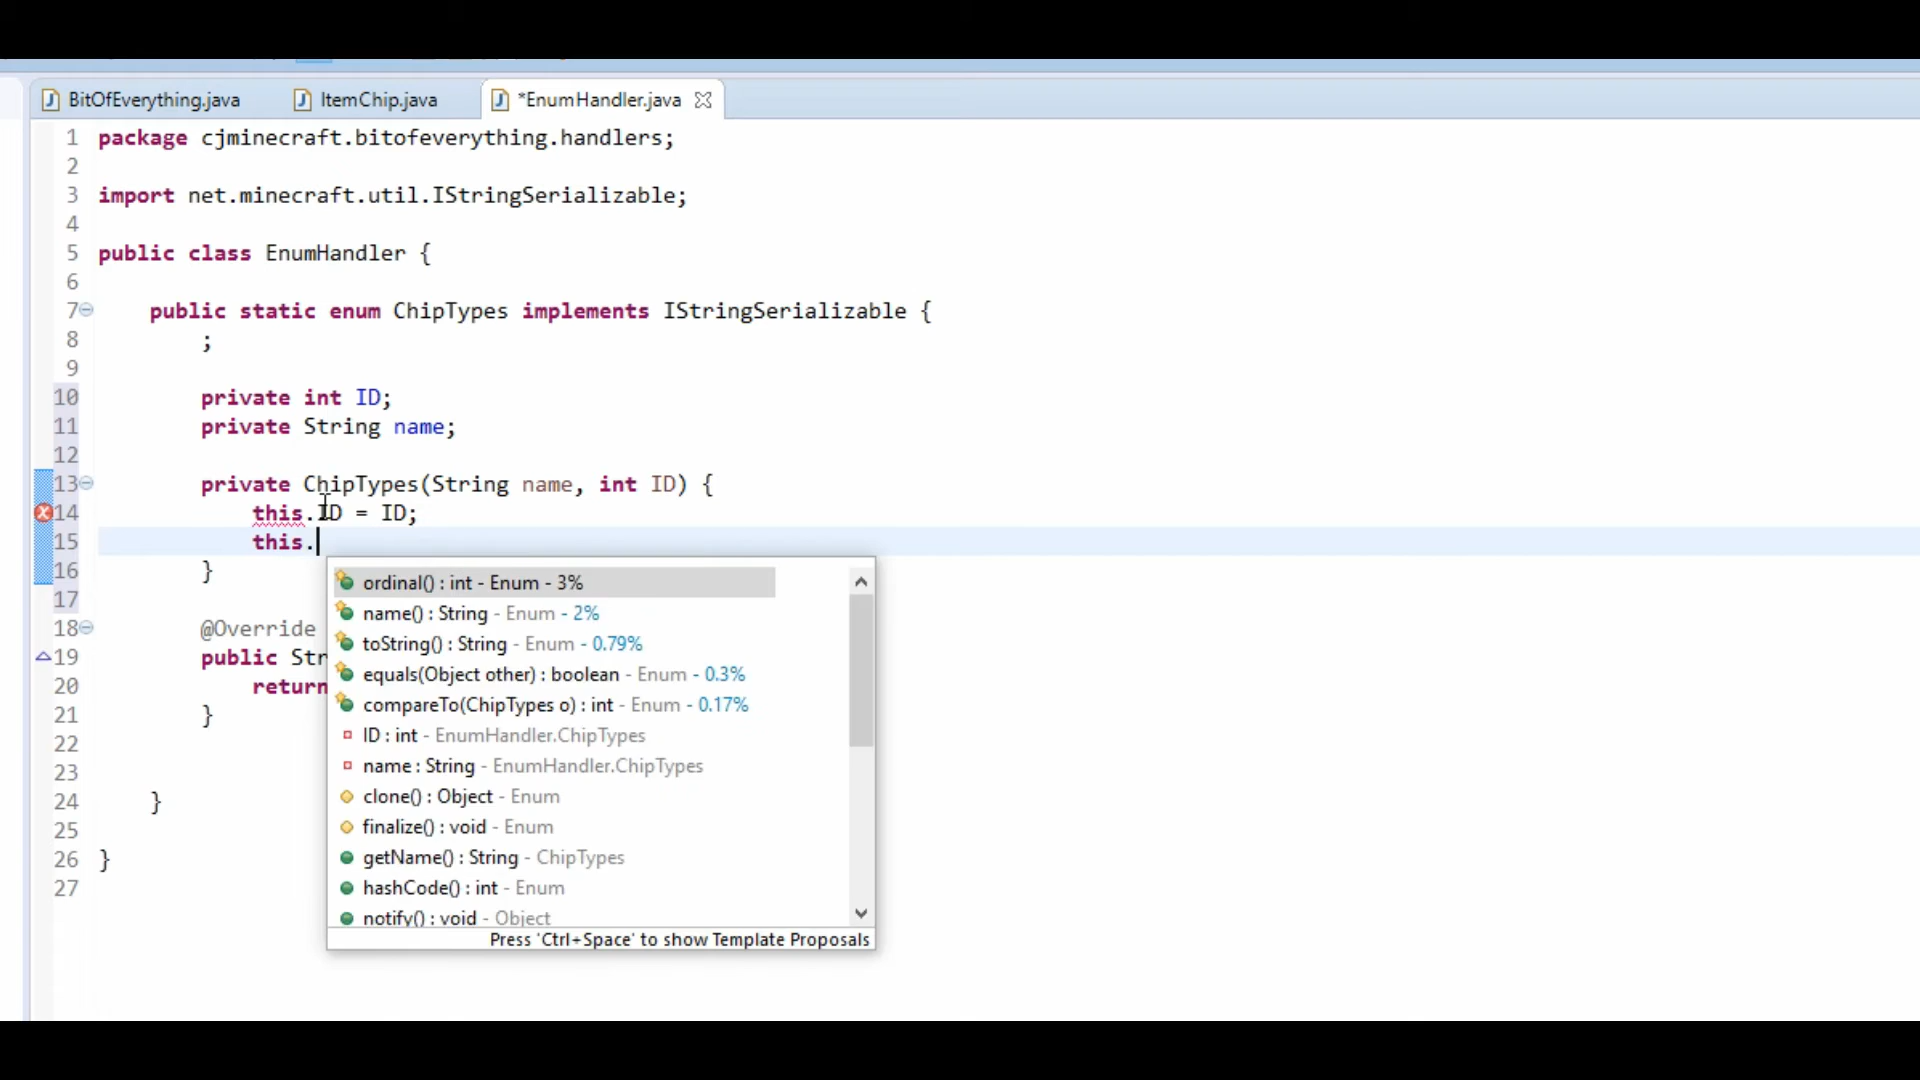 BitOfEverything.java ItemChip.java *EnumHandler.java
1 package cjminecraft.bitofeverything.handlers;
2
3 import net.minecraft.util.IStringSerializable;
4
5 public class EnumHandler {
6
7 public static enum ChipTypes implements IStringSerializable {
8 ;
9
10 private int ID;
11 private String name;
12
13 private ChipTypes(String name, int ID) {
14 this.ID = ID;
15 this.
16 }
17
18 @Override
19 public Str
20 return
21 }
22
23
24 }
25
26 }
27
ordinal() : int - Enum - 3%
name() : String - Enum - 2%
toString() : String - Enum - 0.79%
equals(Object other) : boolean - Enum - 0.3%
compareTo(ChipTypes o) : int - Enum - 0.17%
ID : int - EnumHandler.ChipTypes
name : String - EnumHandler.ChipTypes
clone() : Object - Enum
finalize() : void - Enum
getName() : String - ChipTypes
hashCode() : int - Enum
notify() : void - Object
Press 'Ctrl+Space' to show Template Proposals